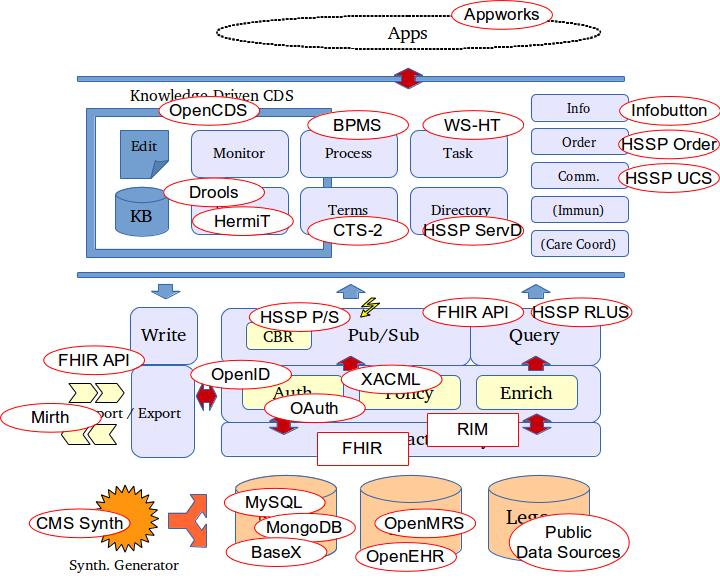 Appworks
Apps
Knowledge-Driven CDS
OpenCDS
BPMS
WS-HT
Info
Infobutton
Edit
Monitor
Process
Task
Order
HSSP Order
Comm.
HSSP UCS
Drools
KB
HermiT
Terms
Directory
(Immun)
CTS-2
HSSP ServD
(Care Coord)
HSSP P/S
FHIR API
HSSP RLUS
Write
CBR
Pub/Sub
Query
FHIR API
OpenID
XACML
Auth
Policy
Enrich
OAuth
Mirth
/ Export
FHIR
RIM
MySQL
CMS Synth
MongoDB
OpenMRS
BaseX
OpenEHR
Public
Data Sources
Synth. Generator